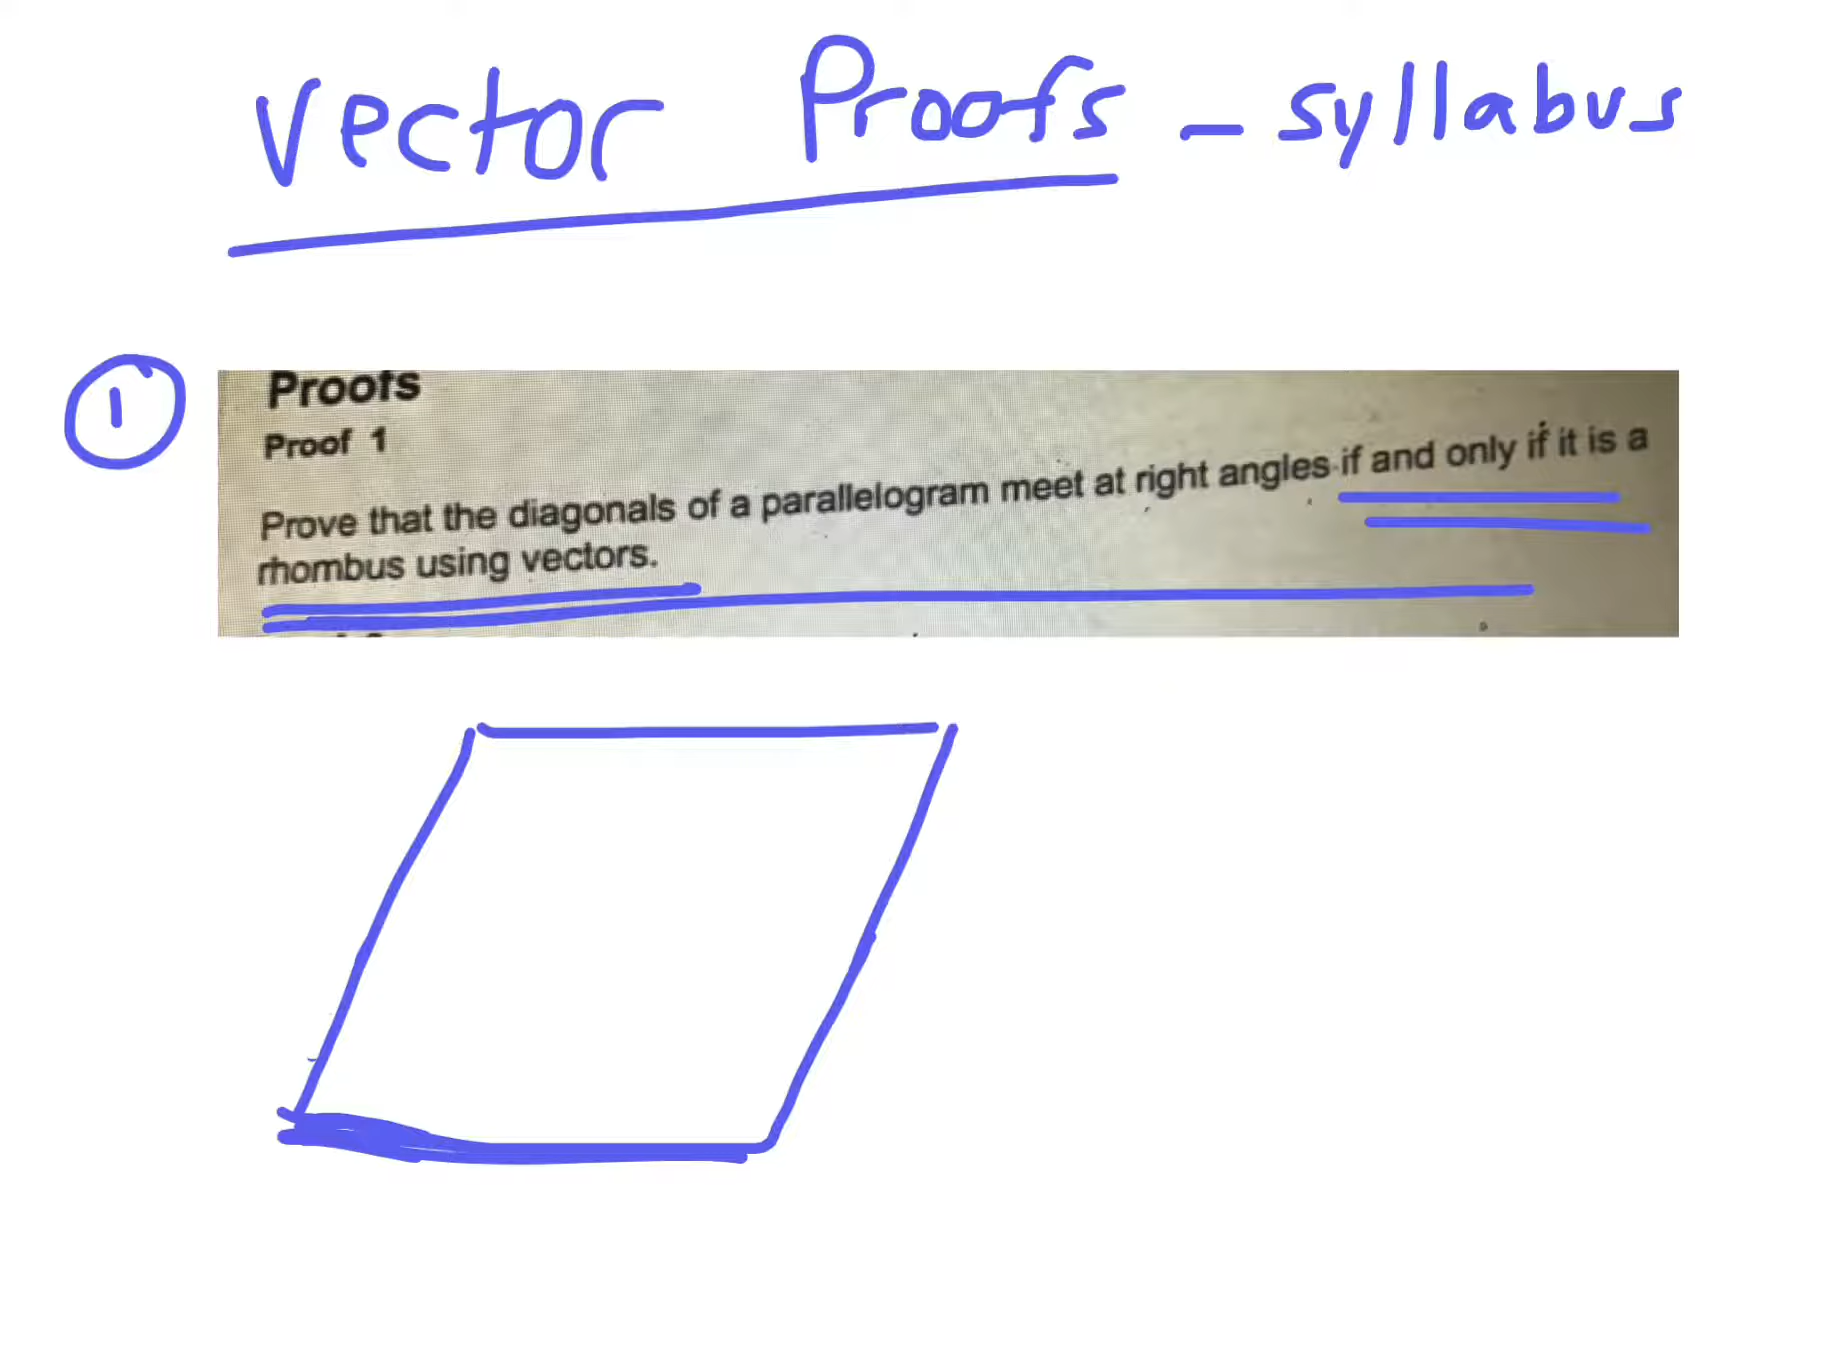 Vector Proofs - syllabus
1
Proofs
Proof 1
Prove that the diagonals of a parallelogram meet at right angles if and only if it is a
rhombus using vectors.